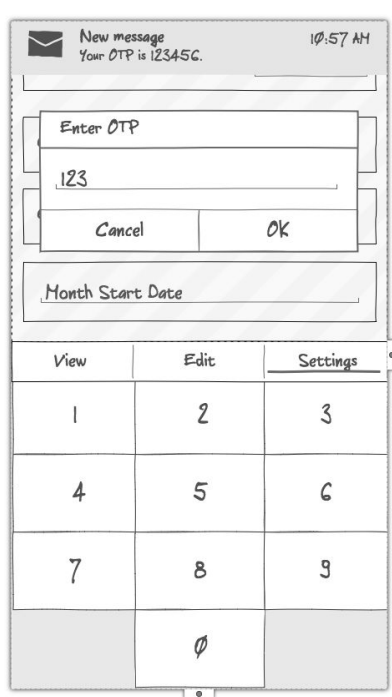 New message
10:57 AM
Your OTP is 123456.
Enter OTP
123
Cancel OK
Month Start Date
View Edit Settings
1 2 3
4 5 6
7 8 9
0